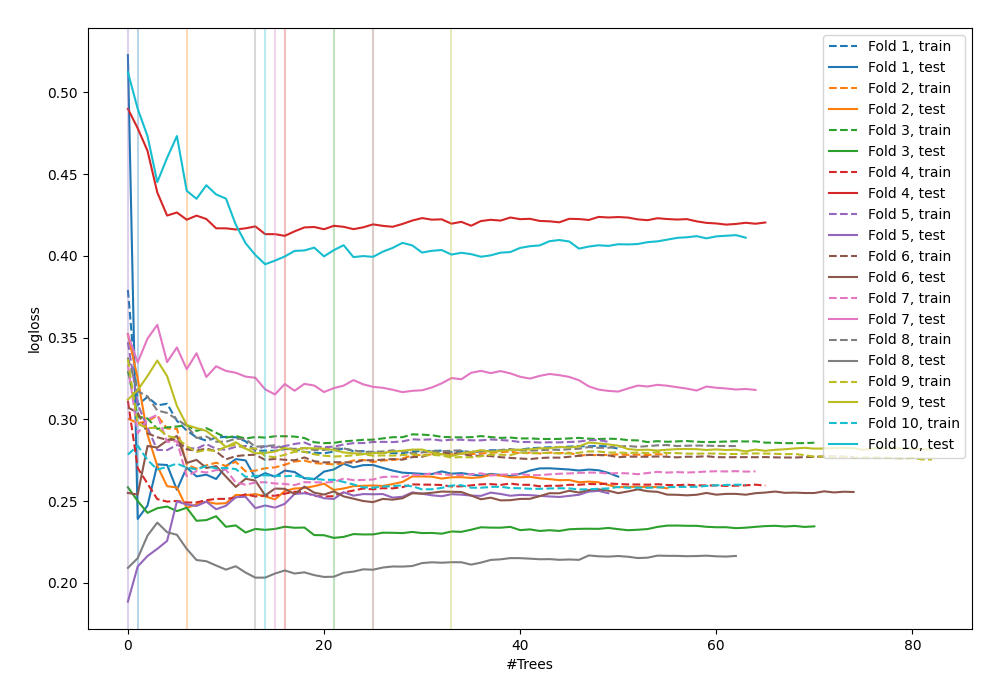 0.50
0.45
0.40
0.35
0.30
0.25
0.20
logloss
0
20
40
60
80
#Trees
Fold 1, train
Fold 1, test
Fold 2, train
Fold 2, test
Fold 3, train
Fold 3, test
Fold 4, train
Fold 4, test
Fold 5, train
Fold 5, test
Fold 6, train
Fold 6, test
Fold 7, train
Fold 7, test
Fold 8, train
Fold 8, test
Fold 9, train
Fold 9, test
Fold 10, train
Fold 10, test